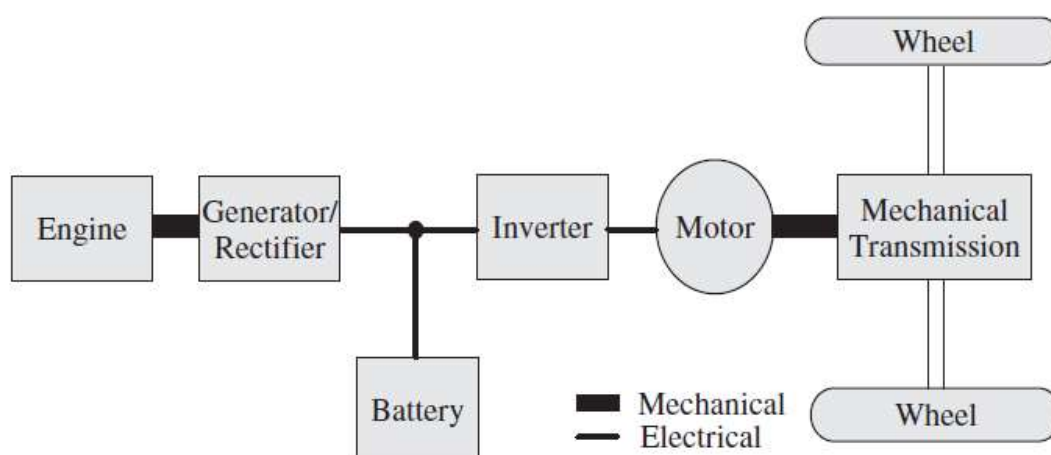 Wheel
Engine
Generator/
Rectifier
Inverter
Motor
Mechanical
Transmission
Battery
Mechanical
Electrical
Wheel